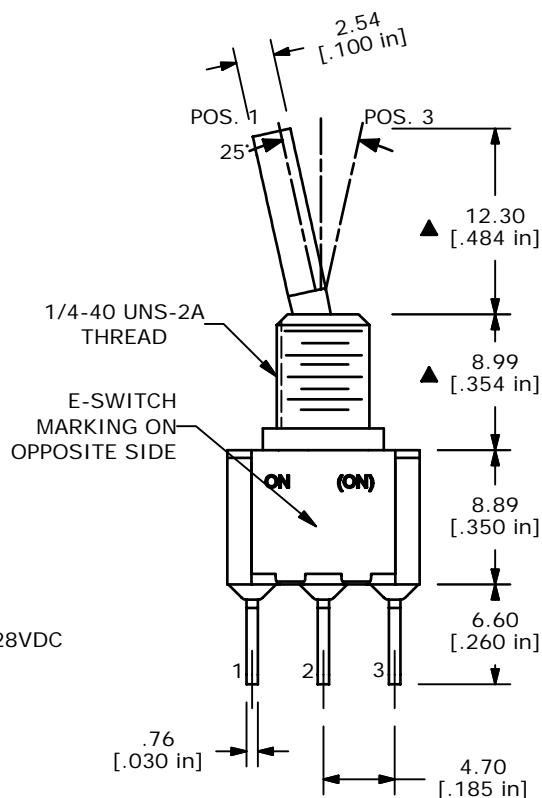 2.54
[.100 in]
POS. 1
POS. 3
25°
▲ 12.30
[.484 in]
1/4-40 UNS-2A
THREAD
▲ 8.99
[.354 in]
E-SWITCH
MARKING ON
OPPOSITE SIDE
ON (ON)
8.89
[.350 in]
6.60
[.260 in]
28VDC
1 2 3
.76
[.030 in]
4.70
[.185 in]